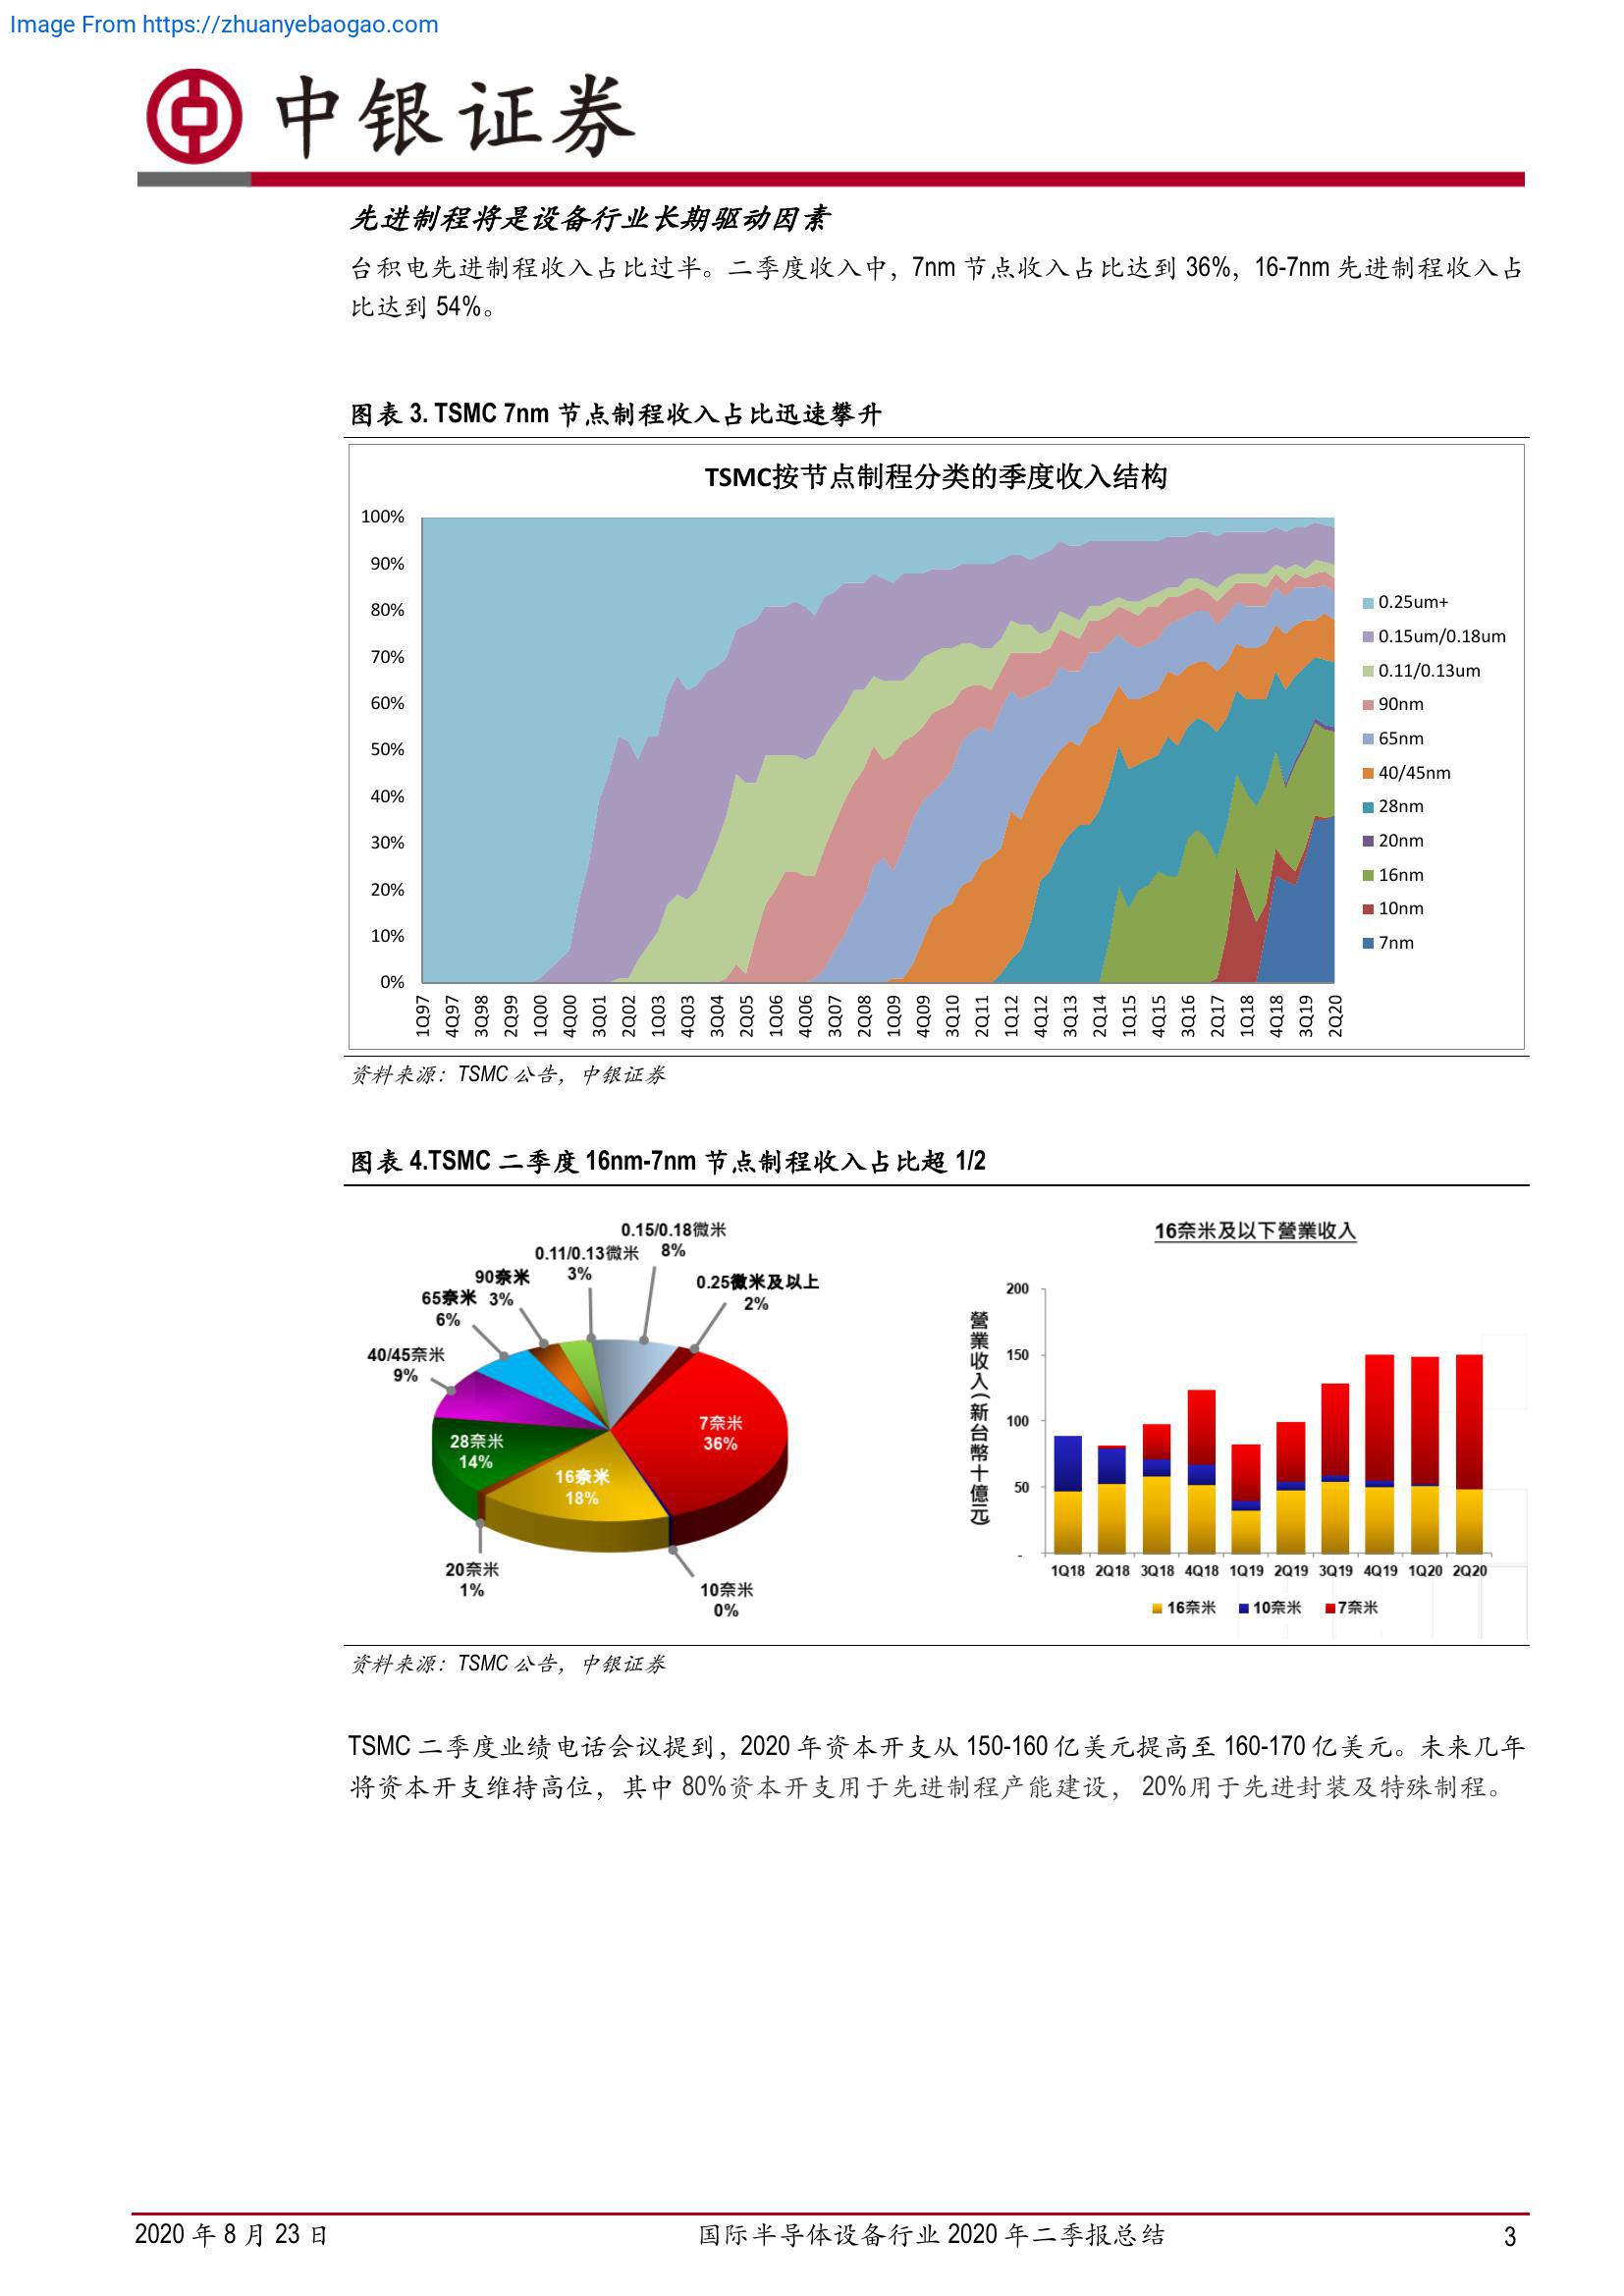 Image From https://zhuanyebaogao.com
中银证券
先进制程将是设备行业长期驱动因素
台积电先进制程收入占比过半。二季度收入中，7nm 节点收入占比达到 36%，16-7nm 先进制程收入占
比达到 54%。
图表 3. TSMC 7nm 节点制程收入占比迅速攀升
TSMC按节点制程分类的季度收入结构
100%
90%
80%
70%
60%
50%
40%
30%
20%
10%
0%
1Q97 4Q97 3Q98 2Q99 1Q00 4Q00 3Q01 2Q02 1Q03 4Q03 3Q04 2Q05 1Q06 4Q06 3Q07 2Q08 1Q09 4Q09 3Q10 2Q11 1Q12 4Q12 3Q13 2Q14 1Q15 4Q15 3Q16 2Q17 1Q18 4Q18 3Q19 2Q20
0.25um+
0.15um/0.18um
0.11/0.13um
90nm
65nm
40/45nm
28nm
20nm
16nm
10nm
7nm
资料来源：TSMC 公告，中银证券
图表 4.TSMC 二季度 16nm-7nm 节点制程收入占比超 1/2
0.15/0.18微米
8%
0.11/0.13微米
3%
90奈米
3%
65奈米
6%
40/45奈米
9%
0.25微米及以上
2%
7奈米
36%
28奈米
14%
16奈米
18%
20奈米
1%
10奈米
0%
16奈米及以下營業收入
營業收入(新台幣十億元)
200
150
100
50
-
1Q18 2Q18 3Q18 4Q18 1Q19 2Q19 3Q19 4Q19 1Q20 2Q20
16奈米 10奈米 7奈米
资料来源：TSMC 公告，中银证券
TSMC 二季度业绩电话会议提到，2020 年资本开支从 150-160 亿美元提高至 160-170 亿美元。未来几年
将资本开支维持高位，其中 80%资本开支用于先进制程产能建设， 20%用于先进封装及特殊制程。
2020 年 8 月 23 日 国际半导体设备行业 2020 年二季报总结 3